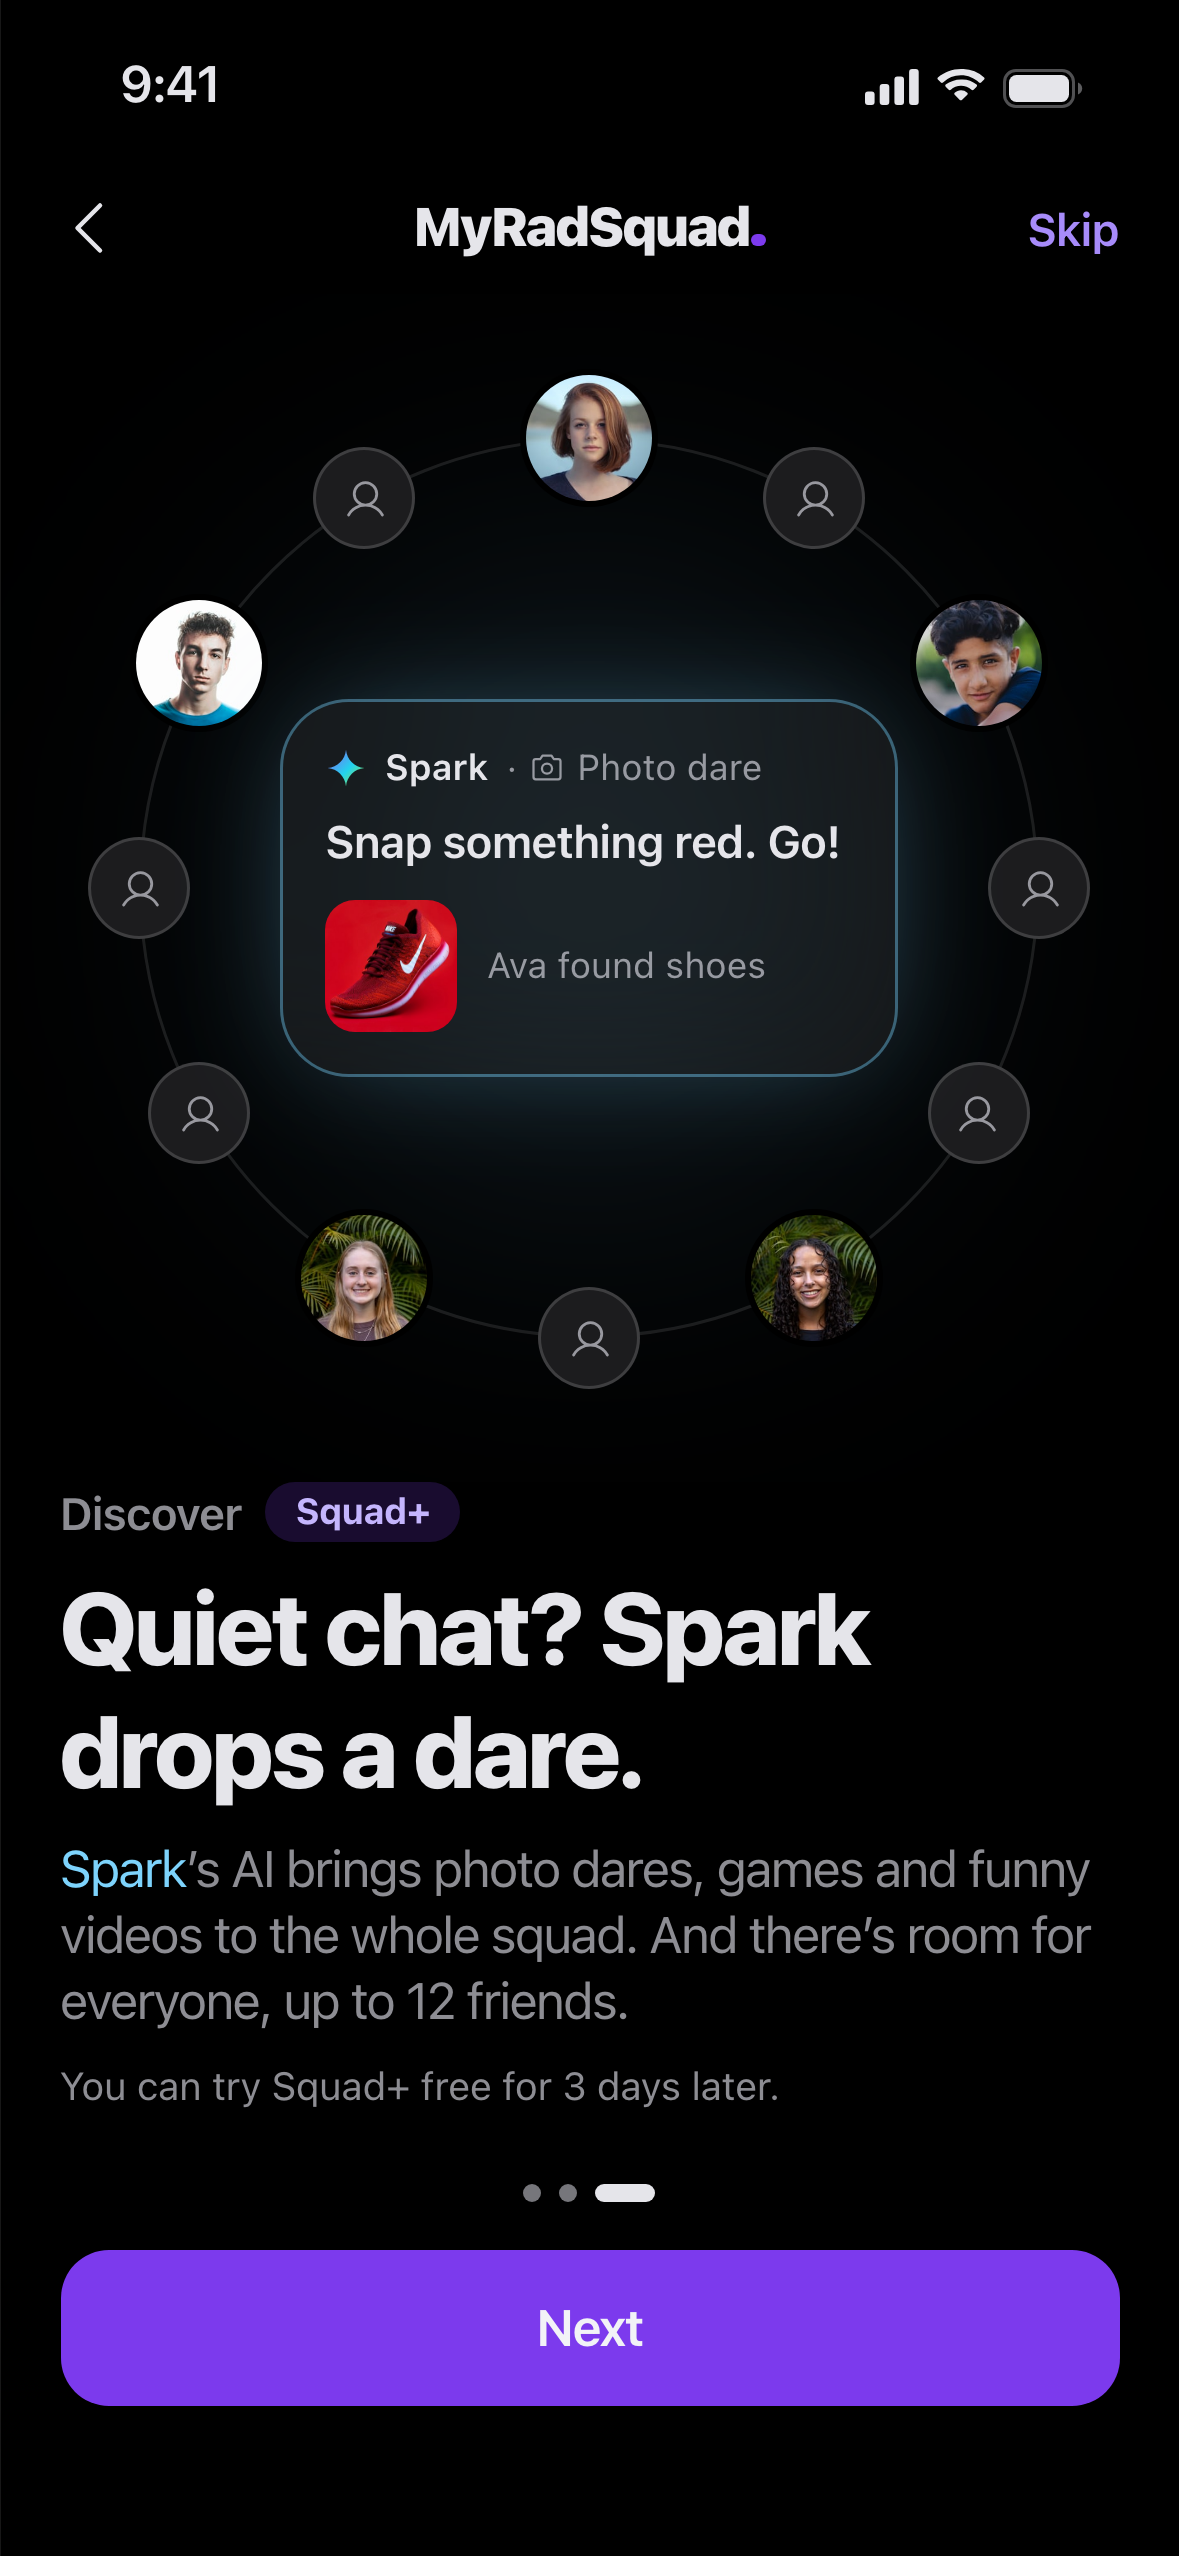 9:41
MyRadSquad.
Skip
Spark · Photo dare
Snap something red. Go!
NIKE
Ava found shoes
Discover Squad+
Quiet chat? Spark
drops a dare.
Spark’s AI brings photo dares, games and funny
videos to the whole squad. And there’s room for
everyone, up to 12 friends.
You can try Squad+ free for 3 days later.
Next